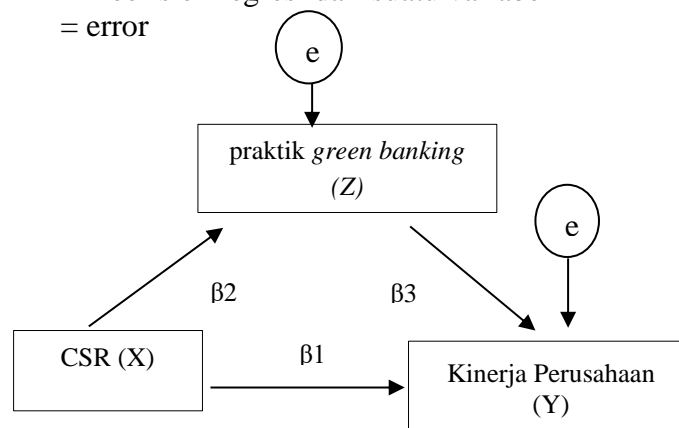 = error
e
praktik green banking
(Z)
e
β2
β3
CSR (X)
β1
Kinerja Perusahaan
(Y)